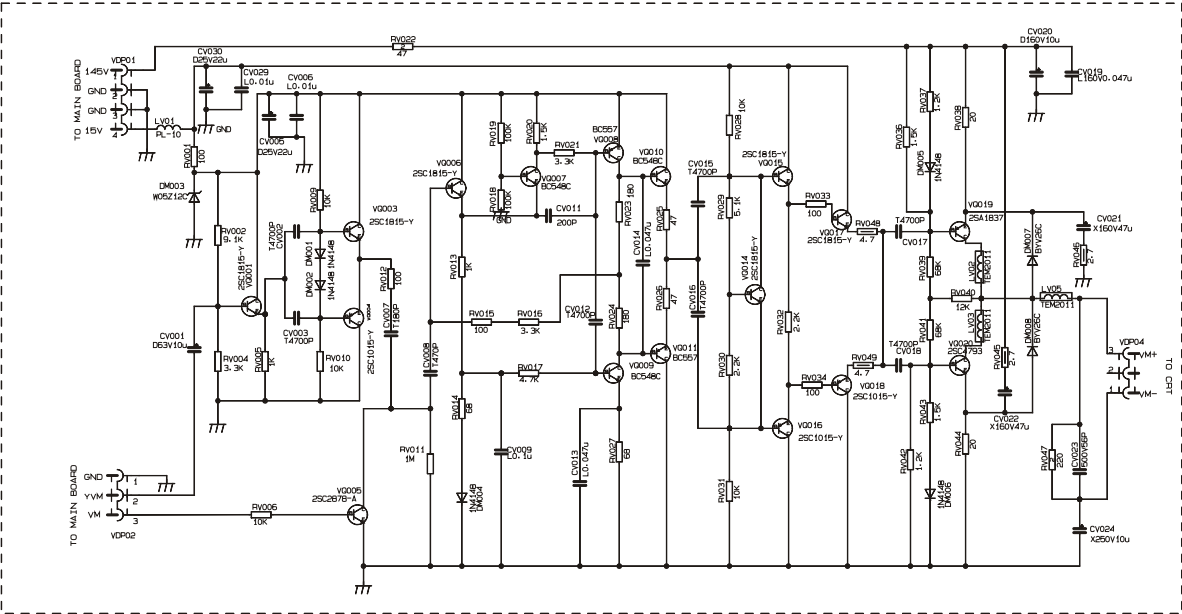 TO MAIN BOARD
VDP01
145V
1
GND
2
GND
3
15V
4
LV01
PL-10
CV030
D25V22u
CV029
L0.01u
CV006
L0.01u
GND
CV005
D25V22u
RV001
100
DM003
W05Z12C
RV002
9.1K
2SC1815-Y
VQ001
CV001
D63V10u
RV004
3.3K
RV005
1K
T4700P
CV002
RV009
10K
DM001
1N4148
DM002
1N4148
CV003
T4700P
RV010
10K
VQ003
2SC1815-Y
2SC1015-Y
RV012
100
CV007
T180P
RV022
47
VQ006
2SC1815-Y
RV013
1K
RV015
100
RV016
3.3K
CV008
T470P
RV014
68
RV011
1M
1N4148
DM004
RV017
4.7K
CV009
L0.1u
RV019
100K
RV020
1.5K
RV018
100K
GND
VQ007
BC548C
RV021
3.3K
CV011
200P
CV012
T4700P
BC557
VQ008
RV023
180
CV014
L0.047u
RV024
180
VQ009
BC548C
CV013
L0.047u
RV027
68
VQ010
BC548C
RV025
47
RV026
47
VQ011
BC557
CV015
T4700P
CV016
T4700P
RV028
10K
RV029
5.1K
VQ014
2SC1815-Y
RV030
2.2K
RV031
10K
2SC1815-Y
VQ015
RV032
2.2K
VQ016
2SC1015-Y
RV033
100
RV034
100
VQ017
2SC1815-Y
VQ018
2SC1015-Y
RV048
4.7
RV049
4.7
T4700P
CV017
T4700P
CV018
RV036
1.5K
RV037
1.2K
DM005
1N4148
RV038
20
VQ019
2SA1837
RV039
68K
RV040
12K
RV041
68K
LV02
TEM2011
LV03
TEM2011
VQ020
2SC4793
RV043
1.5K
RV042
1.2K
1N4148
DM006
RV044
20
RV045
2.7
CV022
X160V47u
DM007
BYV26C
DM008
BYV26C
LV05
TEM2011
CV020
D160V10u
CV019
L160V0.047u
CV021
X160V47u
RV046
2.7
RV047
220
CV023
500V56P
CV024
X250V10u
VDP04
3
VM+
2
1
VM-
TO CRT
TO MAIN BOARD
GND
1
YVM
2
VM
3
VDP02
RV006
10K
VQ005
2SC2878-A